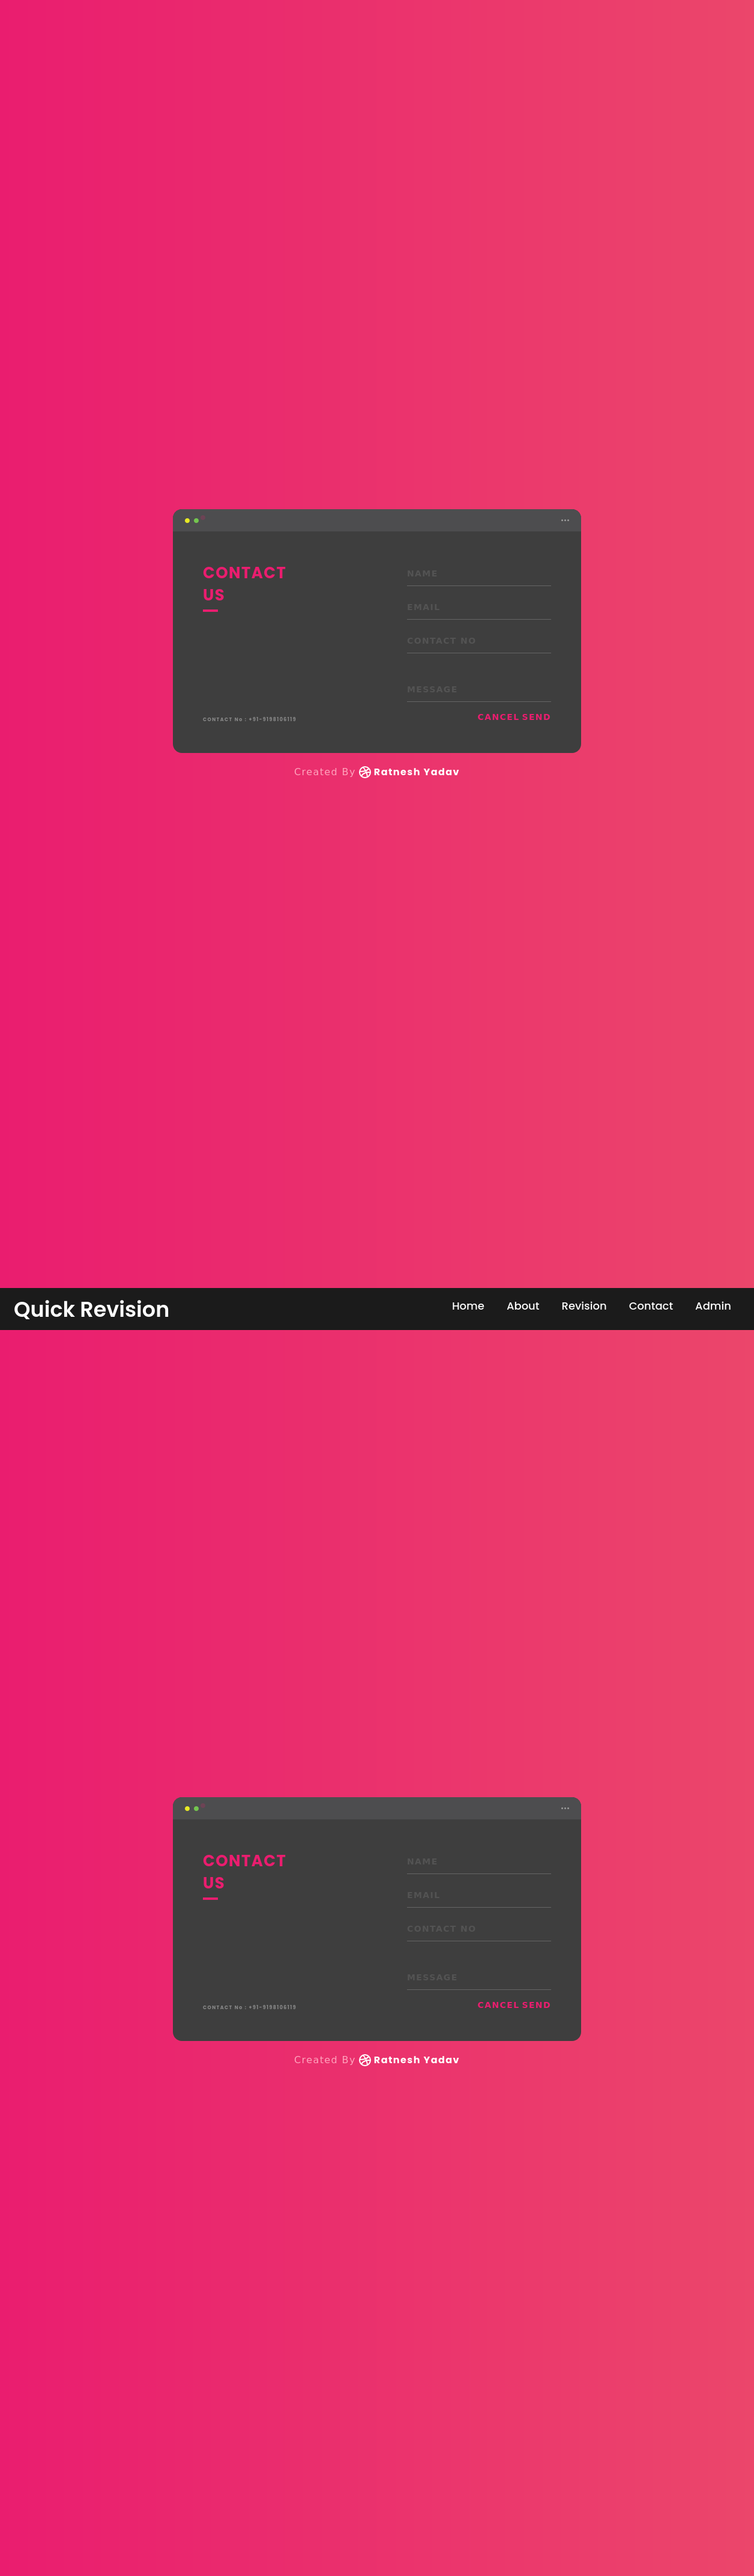 CONTACT
US
NAME
EMAIL
CONTACT NO
MESSAGE
CONTACT No : +91-9198106119
CANCEL SEND
Created By Ratnesh Yadav
Quick Revision
Home About Revision Contact Admin
CONTACT
US
NAME
EMAIL
CONTACT NO
MESSAGE
CONTACT No : +91-9198106119
CANCEL SEND
Created By Ratnesh Yadav